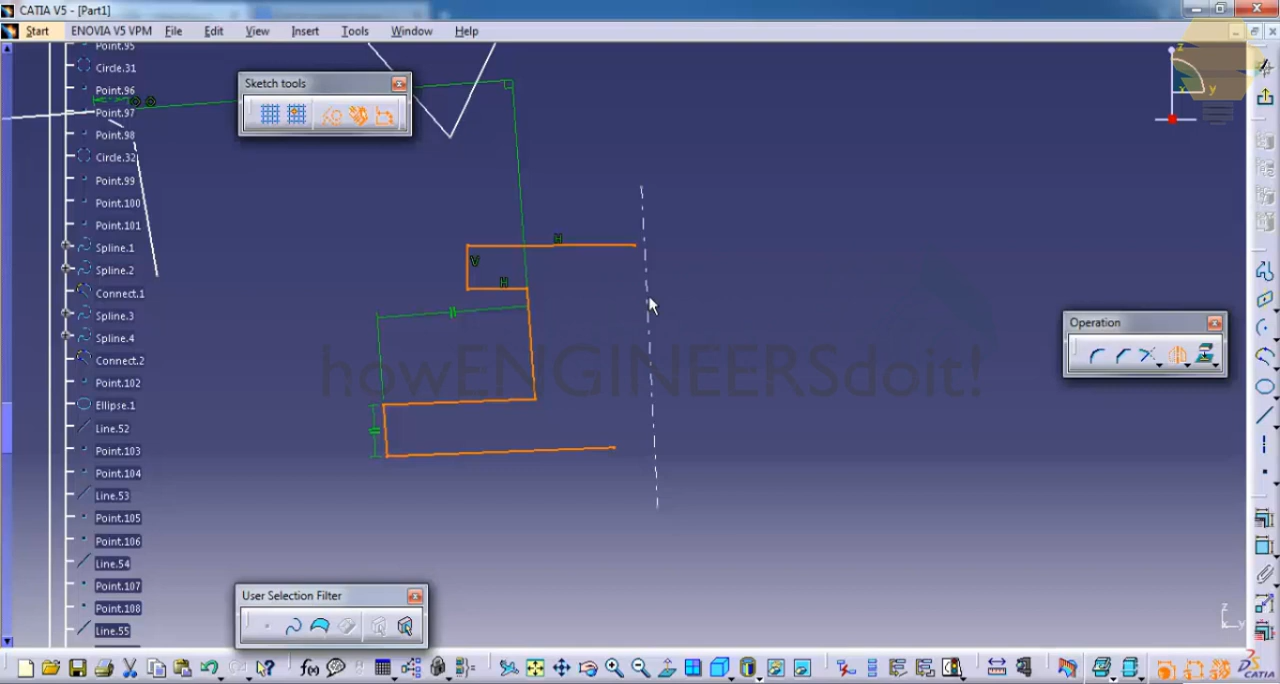 CATIA V5 - [Part1]
Start ENOVIA V5 VPM File Edit View Insert Tools Window Help
Point.95
Circle.31
Point.96
Point.97
Point.98
Circle.32
Point.99
Point.100
Point.101
Spline.1
Spline.2
Connect.1
Spline.3
Spline.4
Connect.2
Point.102
Ellipse.1
Line.52
Point.103
Point.104
Line.53
Point.105
Point.106
Line.54
Point.107
Point.108
Line.55
Sketch tools
H
V
H
z
x y
howENGINEERSdoit!
Operation
User Selection Filter
z
x y
f(x)
CATIA